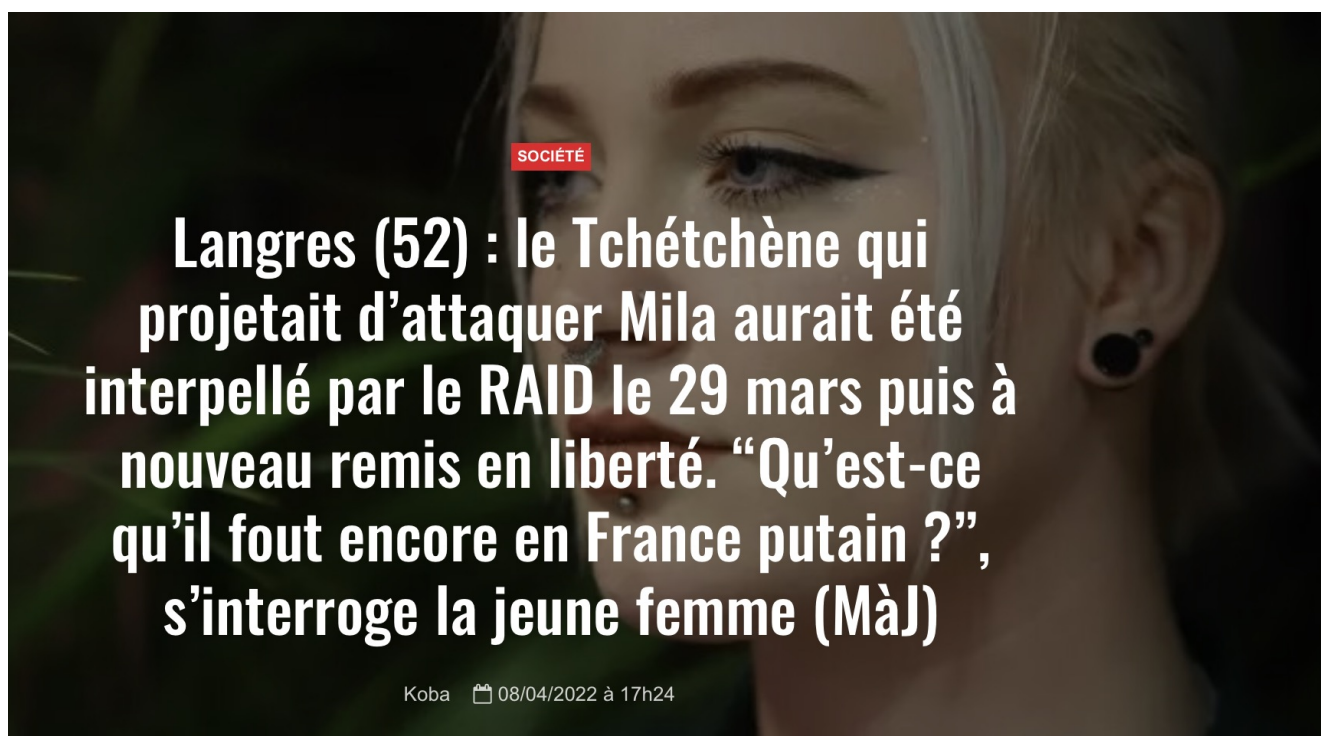 SOCIÉTÉ
Langres (52) : le Tchétchène qui
projetait d’attaquer Mila aurait été
interpellé par le RAID le 29 mars puis à
nouveau remis en liberté. “Qu’est-ce
qu’il fout encore en France putain ?”,
s’interroge la jeune femme (MàJ)
Koba 08/04/2022 à 17h24